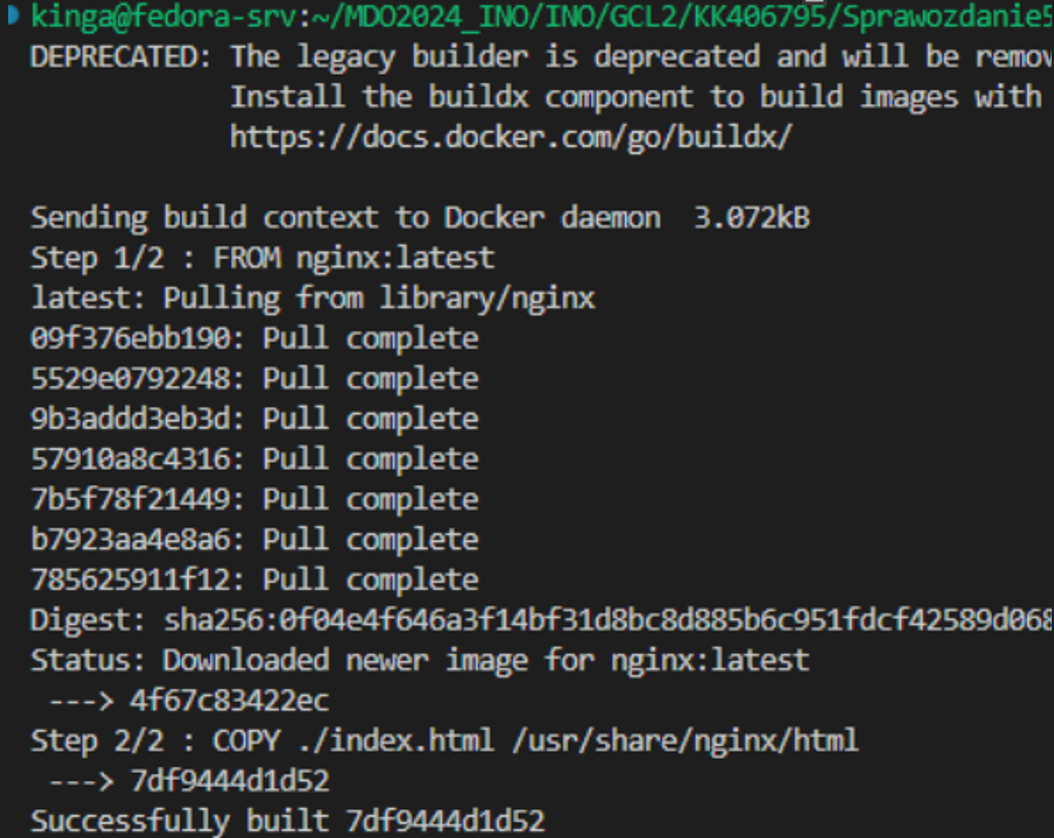 kinga@fedora-srv:~/MDO2024_INO/INO/GCL2/KK406795/Sprawozdanie5
DEPRECATED: The legacy builder is deprecated and will be remov
Install the buildx component to build images with
https://docs.docker.com/go/buildx/
Sending build context to Docker daemon  3.072kB
Step 1/2 : FROM nginx:latest
latest: Pulling from library/nginx
09f376ebb190: Pull complete
5529e0792248: Pull complete
9b3addd3eb3d: Pull complete
57910a8c4316: Pull complete
7b5f78f21449: Pull complete
b7923aa4e8a6: Pull complete
785625911f12: Pull complete
Digest: sha256:0f04e4f646a3f14bf31d8bc8d885b6c951fdcf42589d068
Status: Downloaded newer image for nginx:latest
---> 4f67c83422ec
Step 2/2 : COPY ./index.html /usr/share/nginx/html
---> 7df9444d1d52
Successfully built 7df9444d1d52